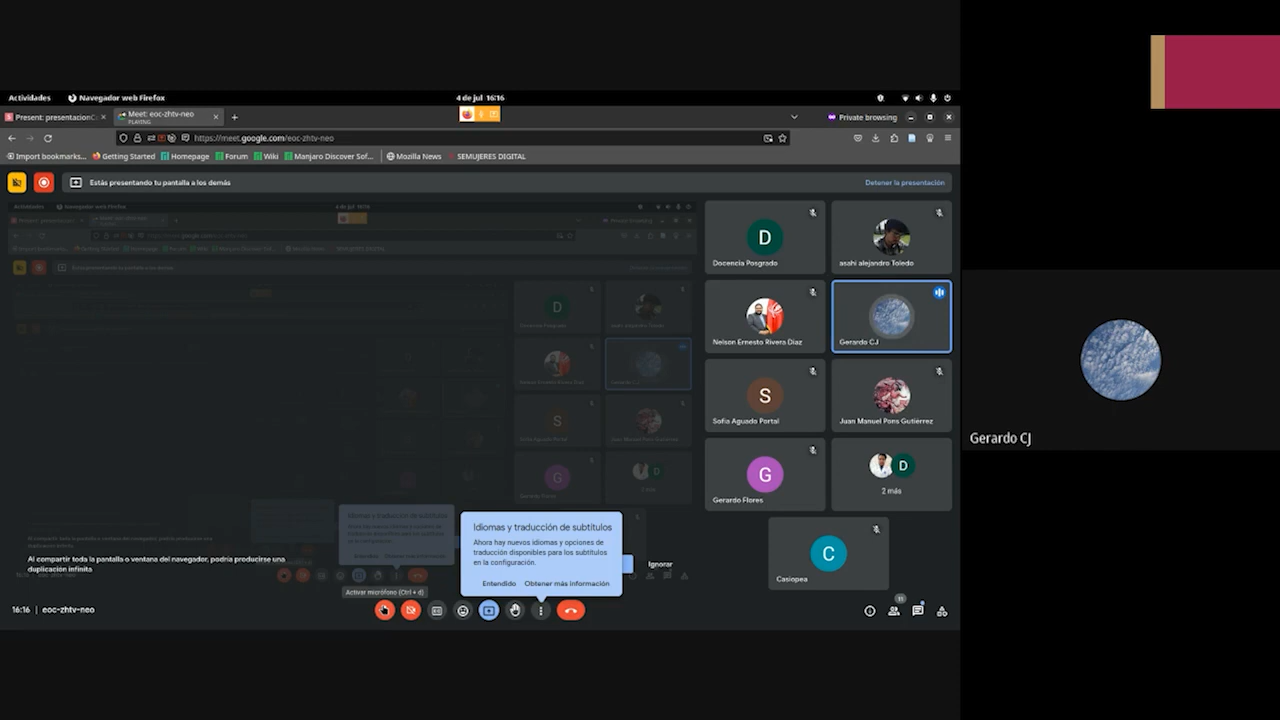 Actividades
Navegador web Firefox
4 de jul 16:16
Present: presentacionC
Meet: eoc-zhtv-neo
PLAYING
Private browsing
https://meet.google.com/eoc-zhtv-neo
Import bookmarks...
Getting Started
Homepage
Forum
Wiki
Manjaro Discover Sof...
Mozilla News
SEMUJERES DIGITAL
Estás presentando tu pantalla a los demás
Detener la presentación
D
Docencia Posgrado
asahi alejandro Toledo
Nelson Ernesto Rivera Díaz
Gerardo CJ
S
Sofía Aguado Portal
Juan Manuel Pons Gutiérrez
G
Gerardo Flores
D
2 más
C
Casiopea
Gerardo CJ
Idiomas y traducción de subtítulos
Ahora hay nuevos idiomas y opciones de
traducción disponibles para los subtítulos
en la configuración.
Entendido
Obtener más información
Al compartir toda la pantalla o ventana del navegador, podría producirse una
duplicación infinita
Ignorar
Activar micrófono (Ctrl + d)
16:16 | eoc-zhtv-neo
11